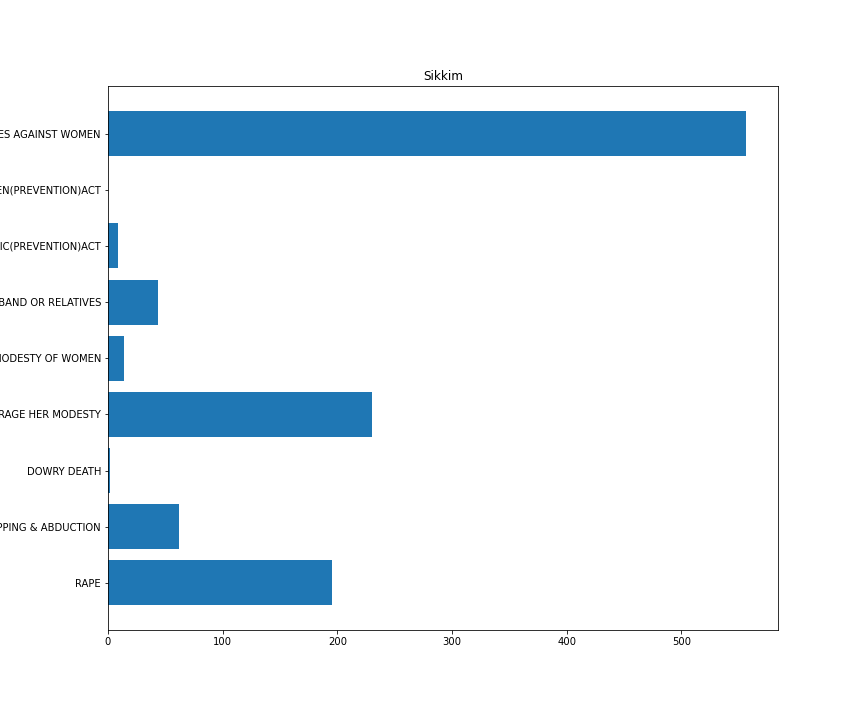 Sikkim
ES AGAINST WOMEN
EN(PREVENTION)ACT
IC(PREVENTION)ACT
BAND OR RELATIVES
MODESTY OF WOMEN
RAGE HER MODESTY
DOWRY DEATH
PPING & ABDUCTION
RAPE
0 100 200 300 400 500